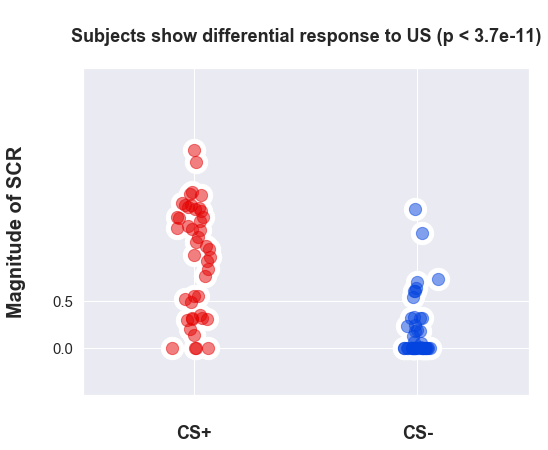 Subjects show differential response to US (p < 3.7e-11)
Magnitude of SCR
0.5
0.0
CS+
CS-